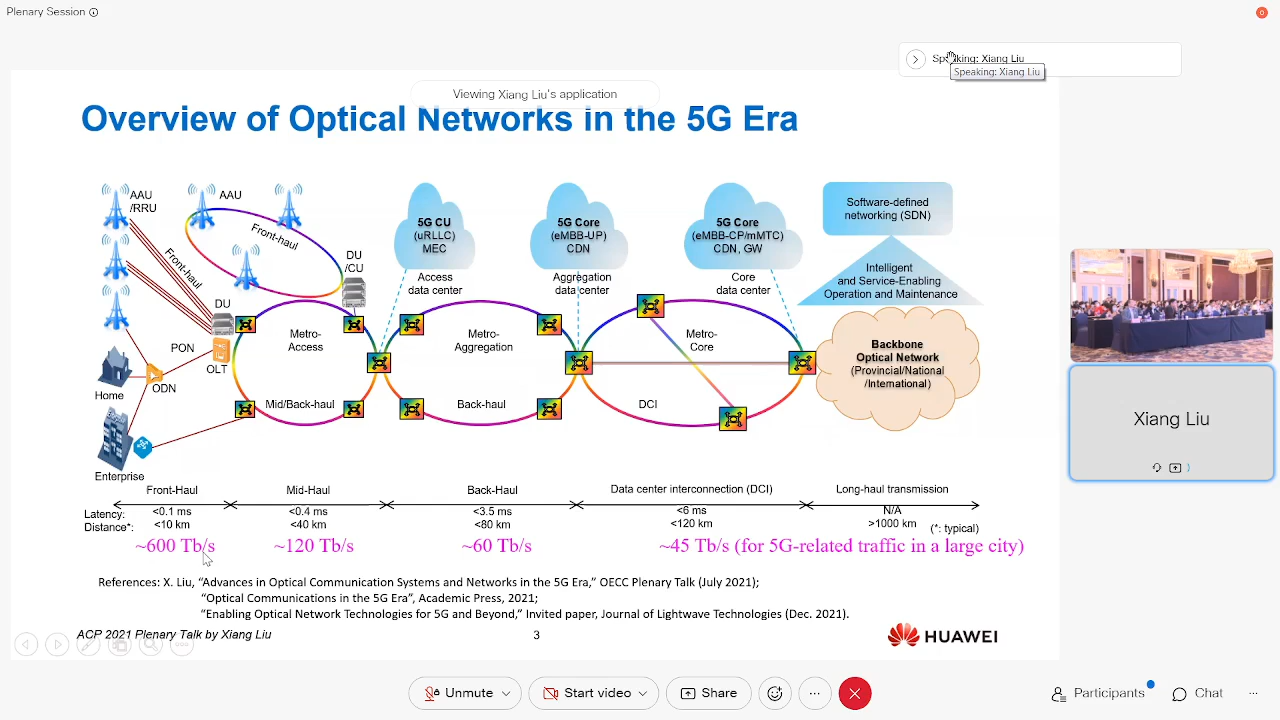 Plenary Session
Speaking: Xiang Liu
Speaking: Xiang Liu
Viewing Xiang Liu's application
Overview of Optical Networks in the 5G Era
AAU
/RRU
AAU
Front-haul
Front-haul
DU
/CU
DU
PON
OLT
ODN
Home
Enterprise
Metro-
Access
Mid/Back-haul
5G CU
(uRLLC)
MEC
Access
data center
Metro-
Aggregation
Back-haul
5G Core
(eMBB-UP)
CDN
Aggregation
data center
5G Core
(eMBB-CP/mMTC)
CDN, GW
Core
data center
Metro-
Core
DCI
Software-defined
networking (SDN)
Intelligent
and Service-Enabling
Operation and Maintenance
Backbone
Optical Network
(Provincial/National
/International)
Front-Haul Mid-Haul Back-Haul Data center interconnection (DCI) Long-haul transmission
Latency: <0.1 ms <0.4 ms <3.5 ms <6 ms N/A
Distance*: <10 km <40 km <80 km <120 km >1000 km (*: typical)
~600 Tb/s ~120 Tb/s ~60 Tb/s ~45 Tb/s (for 5G-related traffic in a large city)
References: X. Liu, “Advances in Optical Communication Systems and Networks in the 5G Era,” OECC Plenary Talk (July 2021);
“Optical Communications in the 5G Era”, Academic Press, 2021;
“Enabling Optical Network Technologies for 5G and Beyond,” Invited paper, Journal of Lightwave Technologies (Dec. 2021).
ACP 2021 Plenary Talk by Xiang Liu
3
HUAWEI
Xiang Liu
Unmute
Start video
Share
Participants
Chat